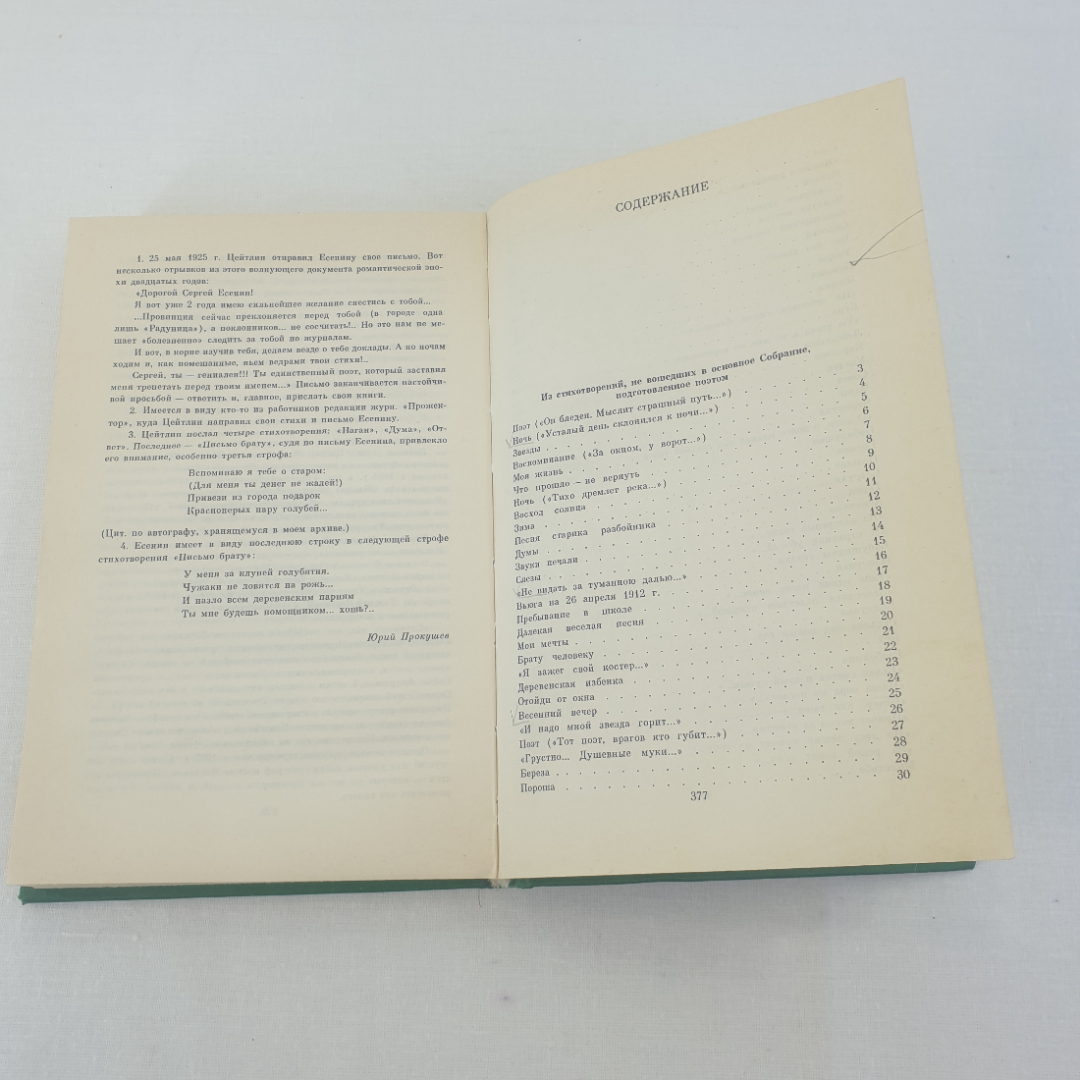 1. 25 мая 1925 г. Цейтлин отправил Есенину свое письмо. Вот
несколько отрывков из этого волнующего документа романтической эпо-
хи двадцатых годов:
«Дорогой Сергей Есенин!
Я вот уже 2 года имею сильнейшее желание снестись с тобой...
...Провинция сейчас преклоняется перед тобой (в городе одна
лишь «Радуница»), а поклонников... не сосчитать!.. Но это нам не ме-
шает «болезненно» следить за тобой по журналам.
И вот, в корне изучив тебя, делаем везде о тебе доклады. А по ночам
ходим и, как помешанные, пьем ведрами твои стихи!..
Сергей, ты — гениален!!! Ты единственный поэт, который заставил
меня трепетать перед твоим именем...» Письмо заканчивается настойчи-
вой просьбой — ответить и, главное, прислать свои книги.
2. Имеется в виду кто-то из работников редакции журн. «Прожек-
тор», куда Цейтлин направил свои стихи и письмо Есенину.
3. Цейтлин послал четыре стихотворения: «Наган», «Дума», «От-
вет». Последнее — «Письмо брату», судя по письму Есенина, привлекло
его внимание, особенно третья строфа:
Вспоминаю я тебе о старом:
(Для меня ты денег не жалей!)
Привези из города подарок
Красноперых пару голубей...
(Цит. по автографу, хранящемуся в моем архиве.)
4. Есенин имеет в виду последнюю строку в следующей строфе
стихотворения «Письмо брату»:
У меня за клуней голубятня,
Чужаки не ловятся на рожь...
И назло всем деревенским парням
Ты мне будешь помощником... хошь?..
Юрий Прокушев
СОДЕРЖАНИЕ
Из стихотворений, не вошедших в основное Собрание,
подготовленное поэтом
Поэт («Он бледен. Мыслит страшный путь...») 3
Ночь («Усталый день склонился к ночи...») 4
Звезды 5
Воспоминание («За окном, у ворот...») 6
Моя жизнь 7
Что прошло — не вернуть 8
Ночь («Тихо дремлет река...») 9
Восход солнца 10
Зима 11
Песня старика разбойника 12
Думы 13
Звуки печали 14
Слезы 15
«Не видать за туманною далью...» 16
Вьюга на 26 апреля 1912 г. 17
Пребывание в школе 18
Далекая веселая песня 19
Мои мечты 20
Брату человеку 21
«Я зажег свой костер...» 22
Деревенская избенка 23
Отойди от окна 24
Весенний вечер 25
«И надо мной звезда горит...» 26
Поэт («Тот поэт, врагов кто губит...») 27
«Грустно... Душевные муки...» 28
Береза 29
Пороша 30
377